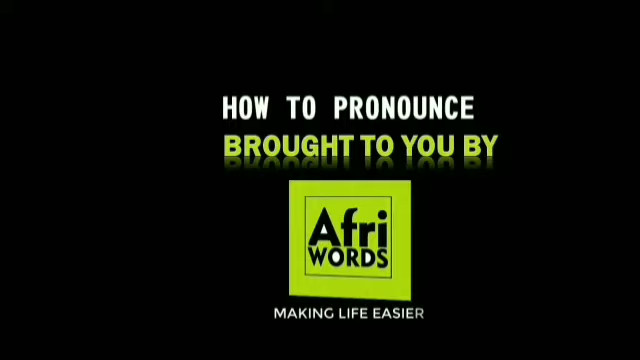 HOW TO PRONOUNCE
BROUGHT TO YOU BY
Afri
WORDS
MAKING LIFE EASIER